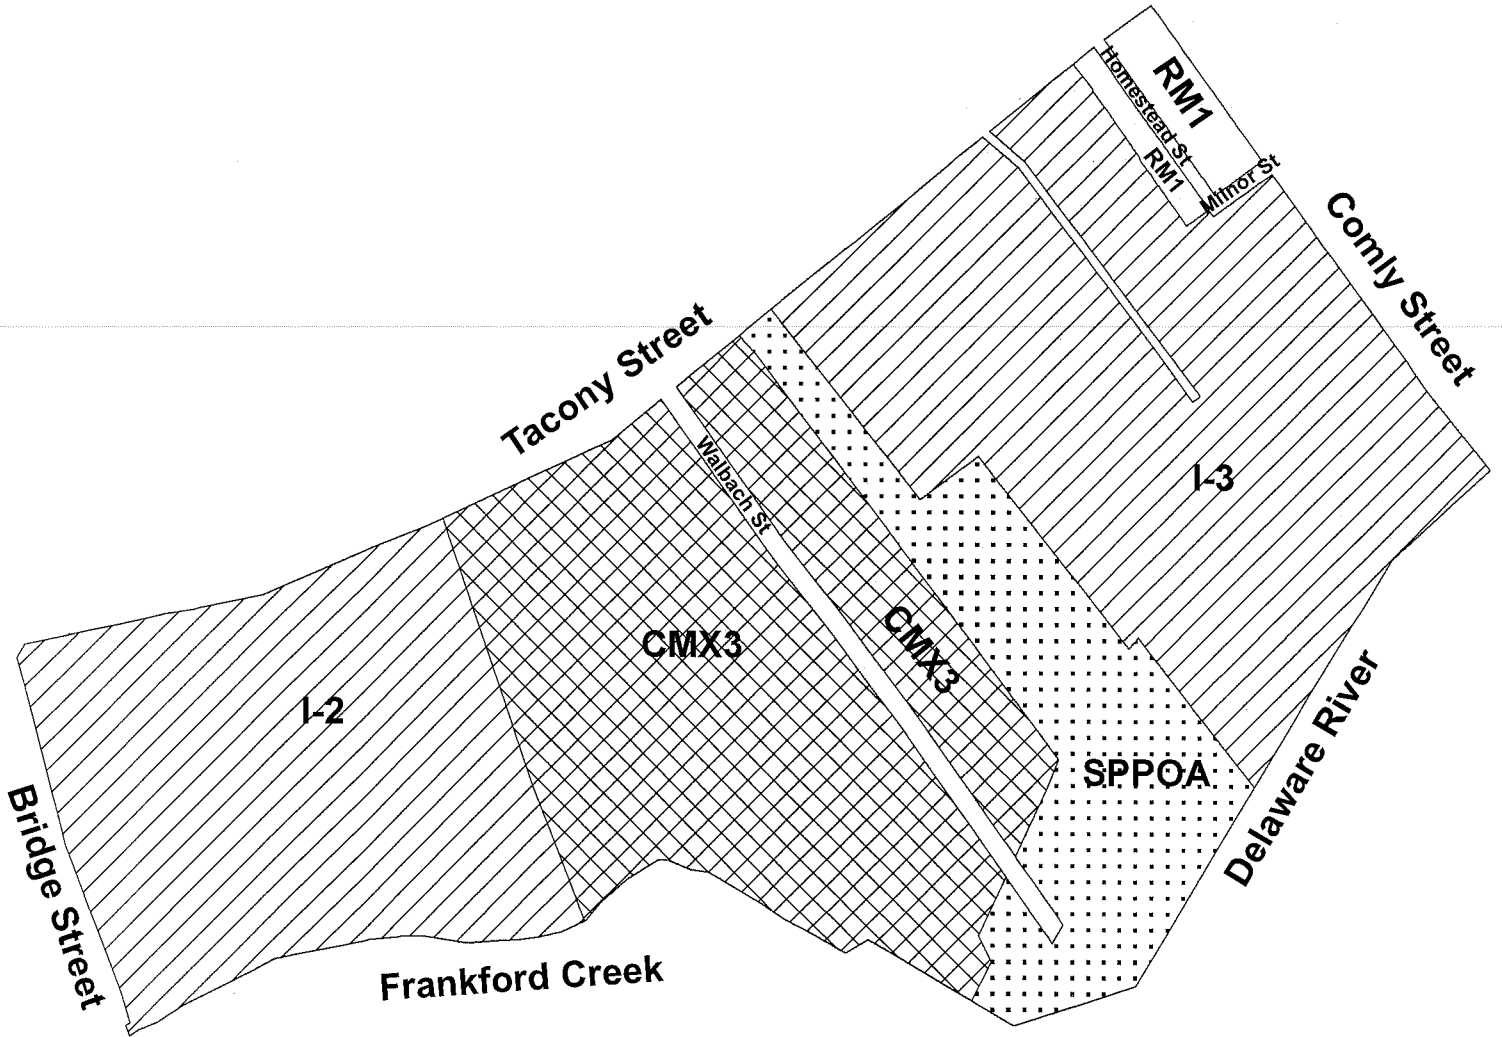 RM1
Homestead St
RM1
Milnor St
Comly Street
Tacony Street
Walbach St
I-3
CMX3
CMX3
I-2
SPPOA
Delaware River
Bridge Street
Frankford Creek